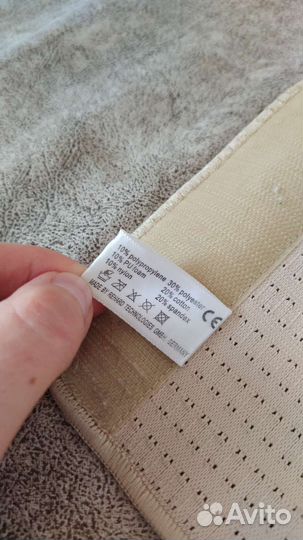 10% polypropylene 30% polyester
10% PU foam 20% cotton
10% nylon 20% spandex
CE
MADE BY REHARD TECHNOLOGIES GMBH GERMANY
Avito